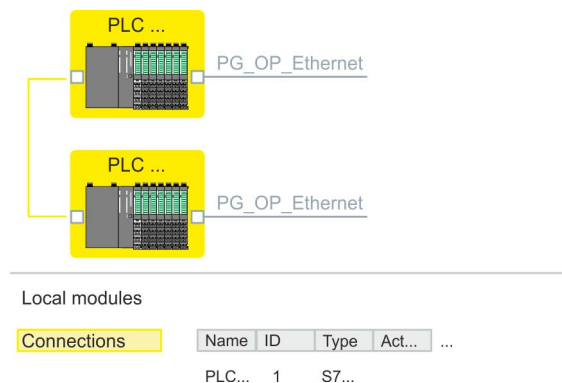 PLC ...
PG_OP_Ethernet
PLC ...
PG_OP_Ethernet
Local modules
Connections
Name ID Type Act... ...
PLC... 1 S7...